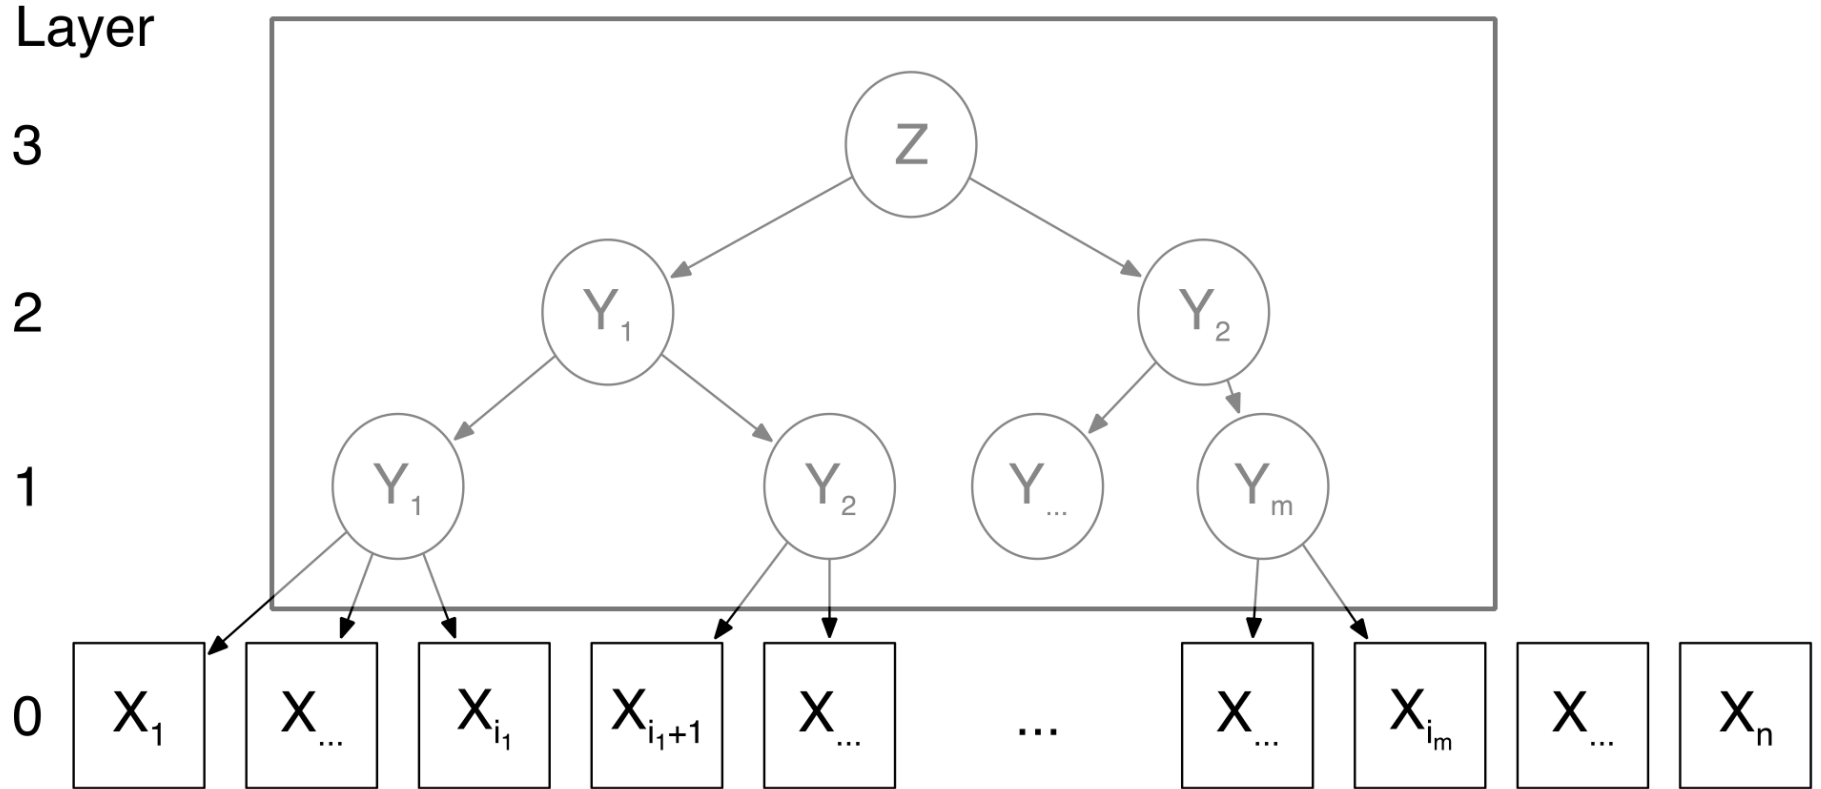 Layer
3 Z
2 Y₁ Y₂
1 Y₁ Y₂ Y... Yₘ
0 X₁ X... Xi₁ Xi₁+1 X... ... X... Xiₘ X... Xₙ